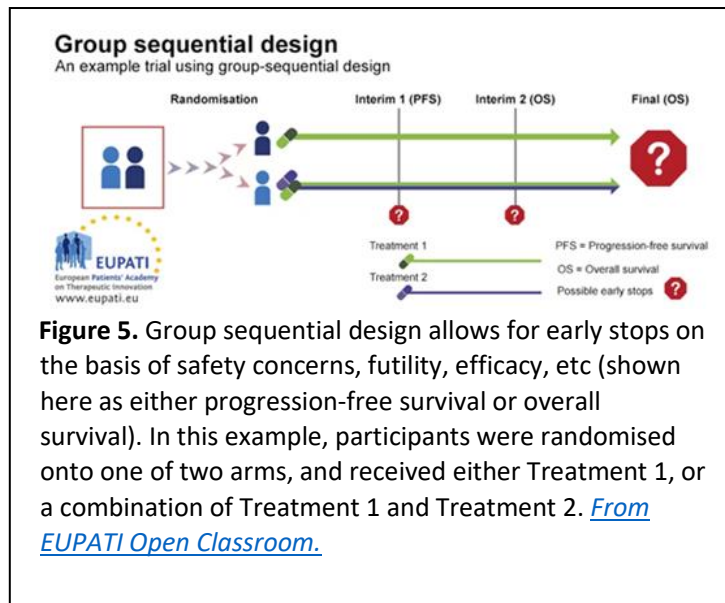 Group sequential design
An example trial using group-sequential design
Randomisation
Interim 1 (PFS)
Interim 2 (OS)
Final (OS)
?
?
?
EUPATI
European Patients' Academy
on Therapeutic Innovation
www.eupati.eu
Treatment 1
Treatment 2
PFS = Progression-free survival
OS = Overall survival
Possible early stops
?
Figure 5. Group sequential design allows for early stops on
the basis of safety concerns, futility, efficacy, etc (shown
here as either progression-free survival or overall
survival). In this example, participants were randomised
onto one of two arms, and received either Treatment 1, or
a combination of Treatment 1 and Treatment 2. From
EUPATI Open Classroom.